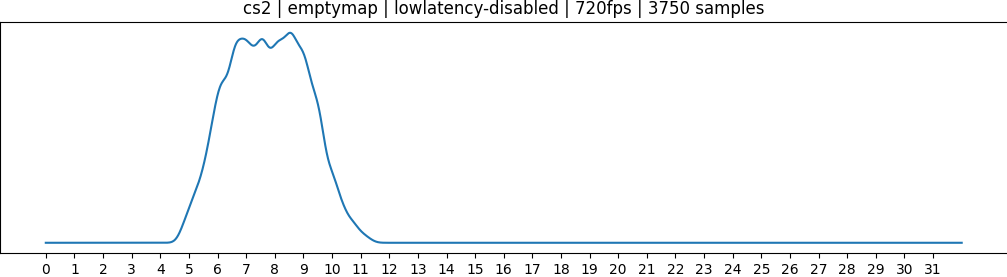 cs2 | emptymap | lowlatency-disabled | 720fps | 3750 samples
0 1 2 3 4 5 6 7 8 9 10 11 12 13 14 15 16 17 18 19 20 21 22 23 24 25 26 27 28 29 30 31